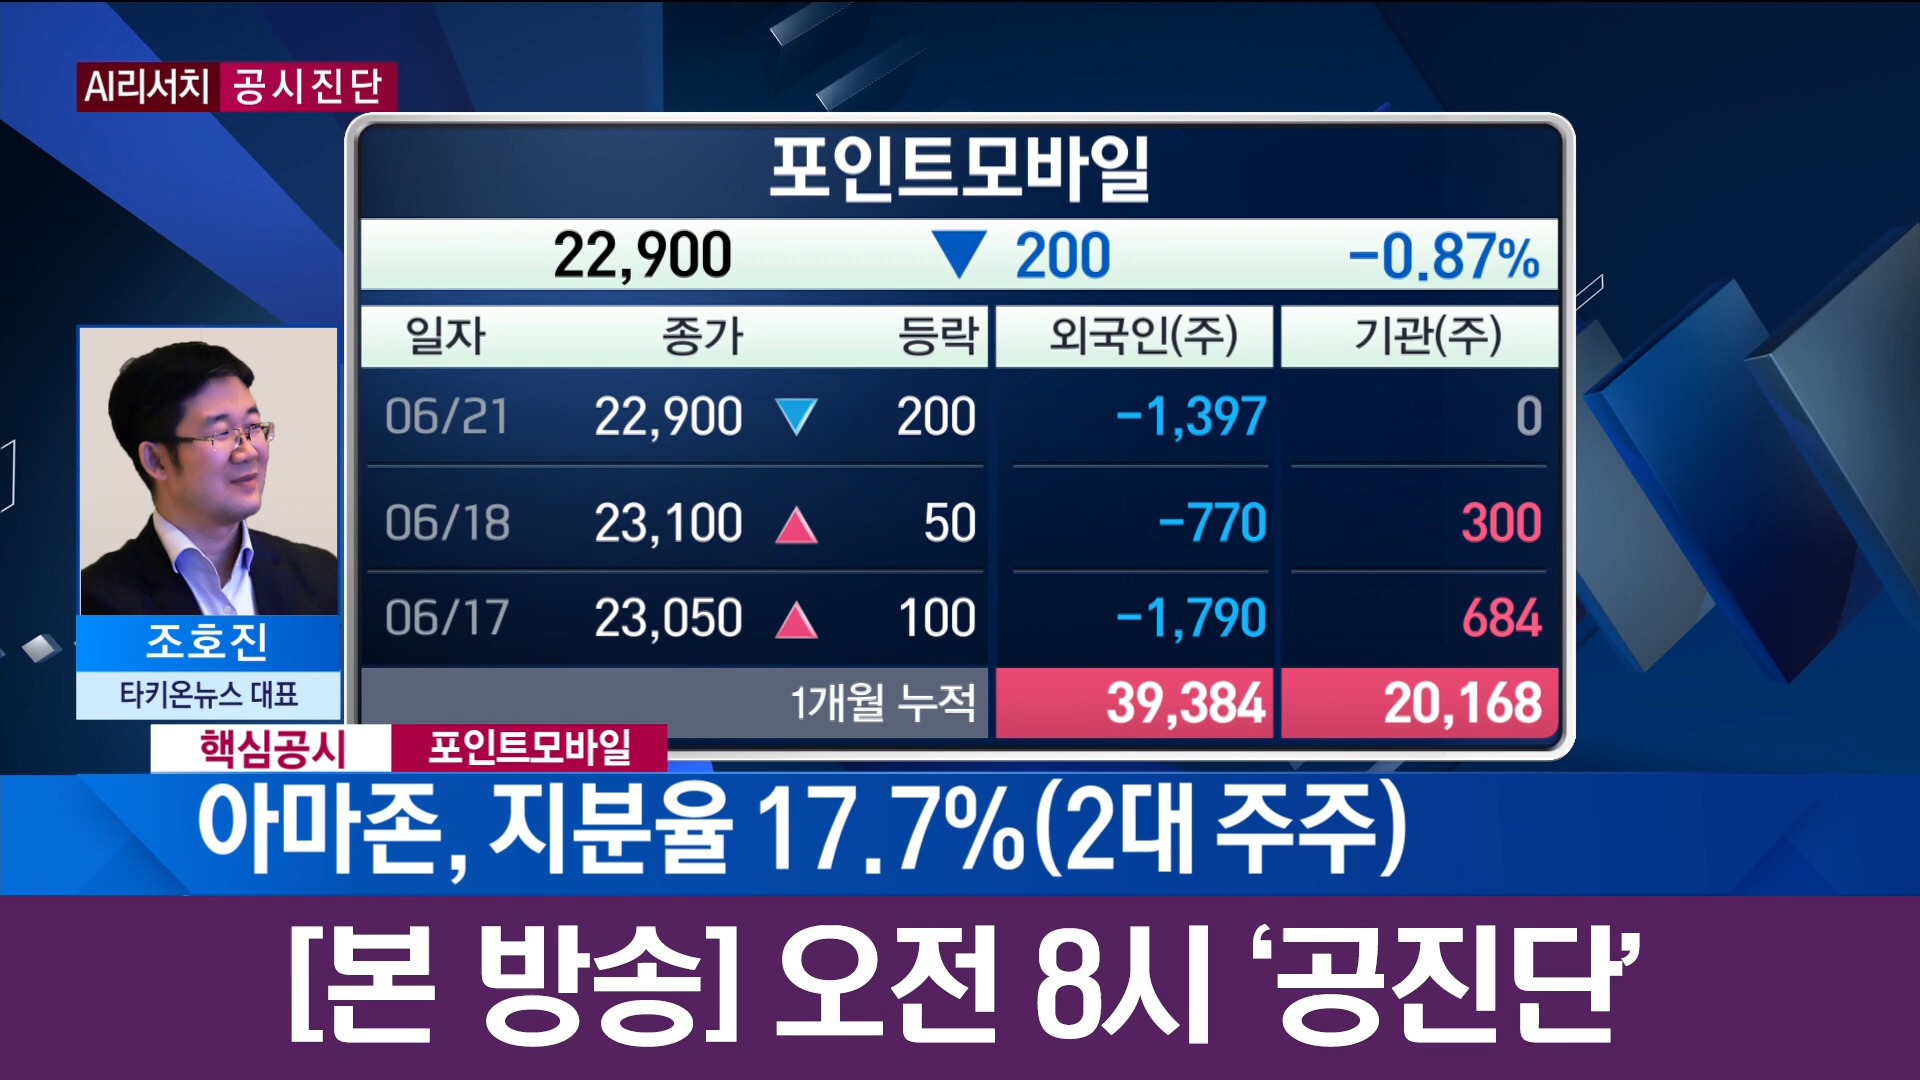 AI리서치 공시진단
포인트모바일
22,900 ▼ 200 -0.87%
일자 종가 등락 외국인(주) 기관(주)
06/21 22,900 ▼ 200 -1,397 0
06/18 23,100 ▲ 50 -770 300
06/17 23,050 ▲ 100 -1,790 684
1개월 누적 39,384 20,168
조호진
타키온뉴스 대표
핵심공시 포인트모바일
아마존, 지분율 17.7%(2대 주주)
[본 방송] 오전 8시 ‘공진단’